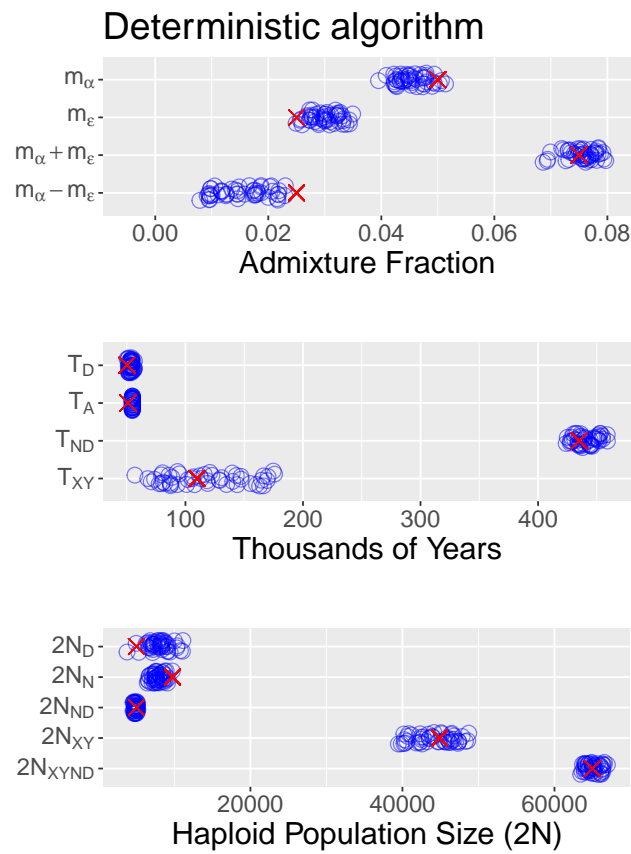 Deterministic algorithm
mα
mε
mα + mε
mα − mε
0.00 0.02 0.04 0.06 0.08
Admixture Fraction
TD
TA
TND
TXY
100 200 300 400
Thousands of Years
2ND
2NN
2NND
2NXY
2NXYND
20000 40000 60000
Haploid Population Size (2N)